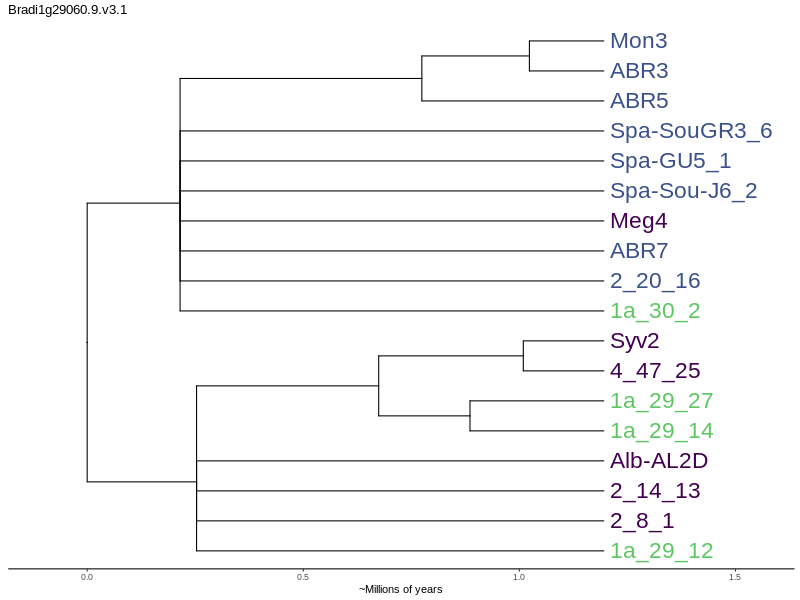 Bradi1g29060.9.v3.1
Mon3
ABR3
ABR5
Spa-SouGR3_6
Spa-GU5_1
Spa-Sou-J6_2
Meg4
ABR7
2_20_16
1a_30_2
Syv2
4_47_25
1a_29_27
1a_29_14
Alb-AL2D
2_14_13
2_8_1
1a_29_12
0.0 0.5 1.0 1.5
~Millions of years